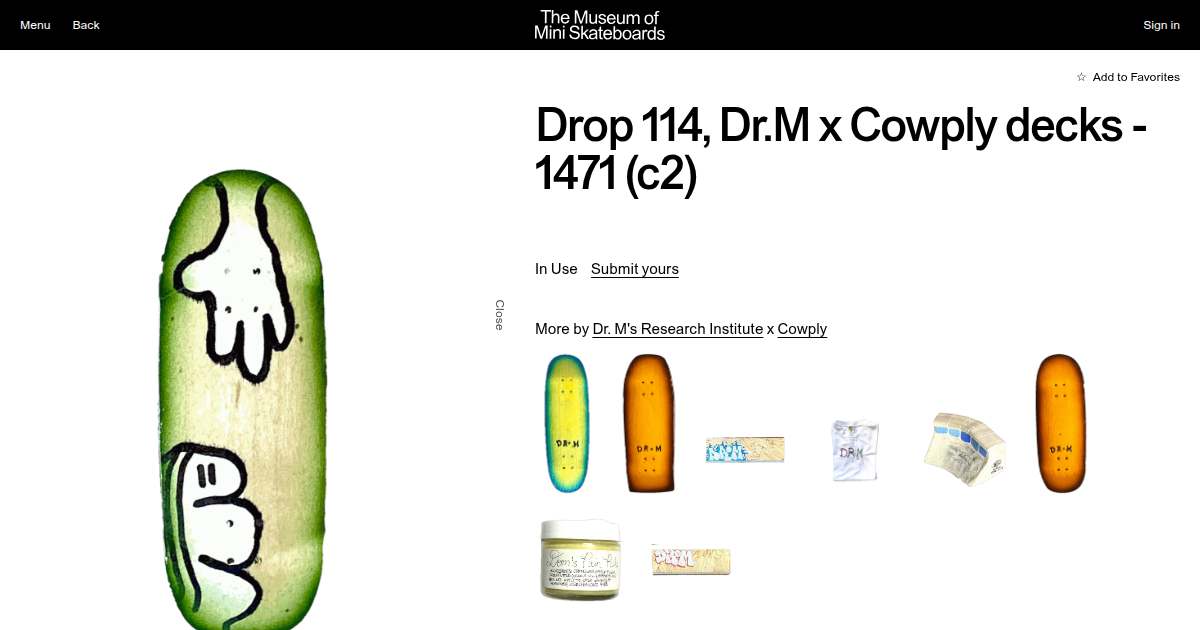 Menu
Back
The Museum of
Mini Skateboards
Sign in
☆ Add to Favorites
Drop 114, Dr.M x Cowply decks -
1471 (c2)
In Use Submit yours
Close
More by Dr. M's Research Institute x Cowply
DR•M
DR•M
DR.M
DR•M